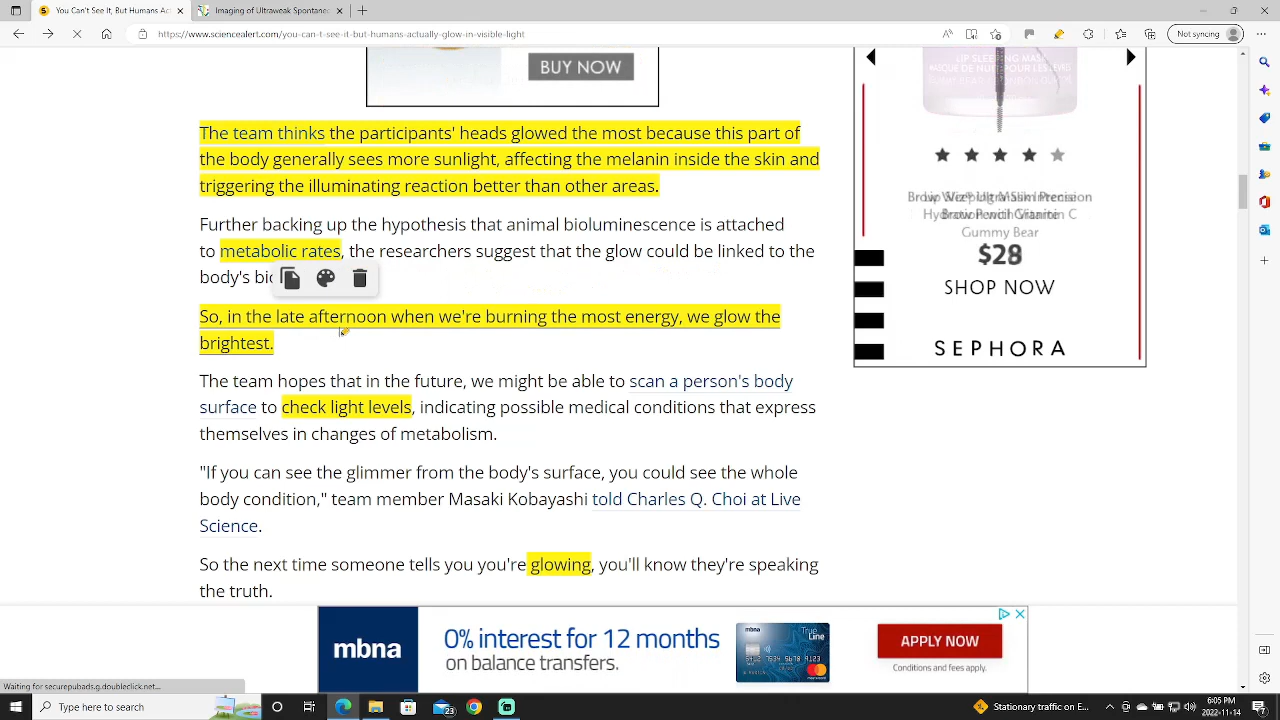 You Can't See It, But Humans Ac
Imaging of Ultraweak Spontaneo
https://www.sciencealert.com/you-can-t-see-it-but-humans-actually-glow-in-visible-light
Not syncing
BUY NOW
The team thinks the participants' heads glowed the most because this part of
the body generally sees more sunlight, affecting the melanin inside the skin and
triggering the illuminating reaction better than other areas.
Further backing up the hypothesis that animal bioluminescence is attached
to metabolic rates, the researchers suggest that the glow could be linked to the
body's bio
So, in the late afternoon when we're burning the most energy, we glow the
brightest.
The team hopes that in the future, we might be able to scan a person's body
surface to check light levels, indicating possible medical conditions that express
themselves in changes of metabolism.
"If you can see the glimmer from the body's surface, you could see the whole
body condition," team member Masaki Kobayashi told Charles Q. Choi at Live
Science.
So the next time someone tells you you're glowing, you'll know they're speaking
the truth.
LIP SLEEPING MASK
Gummy Bear
$28
SHOP NOW
SEPHORA
mbna
0% interest for 12 months
on balance transfers.
mbna
True
Line
APPLY NOW
Conditions and fees apply.
Waiting for securepubads.g.doubleclick.net...
Type here to search
Stationary traffic on E...
6:05 PM
2022-11-14